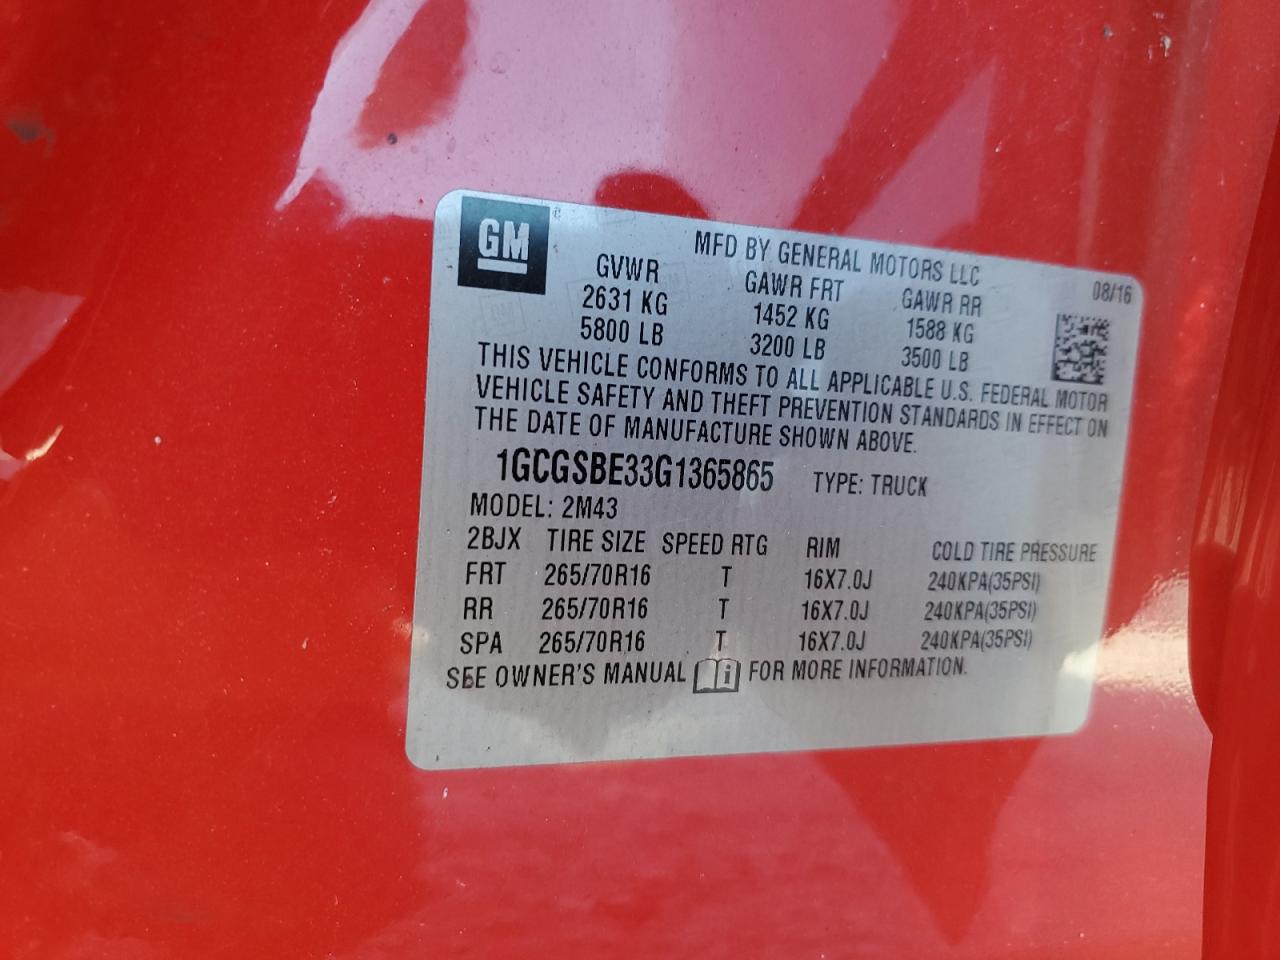 GM
MFD BY GENERAL MOTORS LLC
08/16
GVWR GAWR FRT GAWR RR
2631 KG 1452 KG 1588 KG
5800 LB 3200 LB 3500 LB
THIS VEHICLE CONFORMS TO ALL APPLICABLE U.S. FEDERAL MOTOR
VEHICLE SAFETY AND THEFT PREVENTION STANDARDS IN EFFECT ON
THE DATE OF MANUFACTURE SHOWN ABOVE.
1GCGSBE33G1365865 TYPE: TRUCK
MODEL: 2M43
2BJX TIRE SIZE SPEED RTG RIM COLD TIRE PRESSURE
FRT 265/70R16 T 16X7.0J 240KPA(35PSI)
RR 265/70R16 T 16X7.0J 240KPA(35PSI)
SPA 265/70R16 T 16X7.0J 240KPA(35PSI)
SEE OWNER'S MANUAL i FOR MORE INFORMATION.